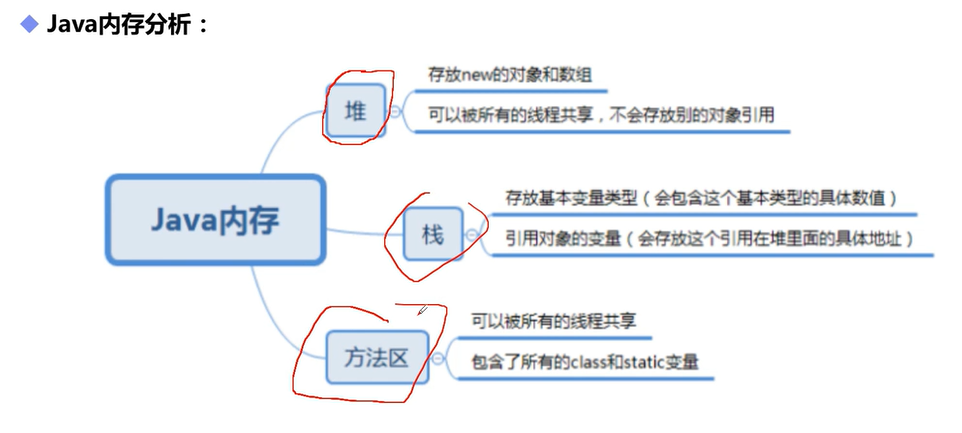 Java内存分析：
存放new的对象和数组
堆
可以被所有的线程共享，不会存放别的对象引用
存放基本变量类型（会包含这个基本类型的具体数值）
Java内存
栈
引用对象的变量（会存放这个引用在堆里面的具体地址）
可以被所有的线程共享
方法区
包含了所有的class和static变量